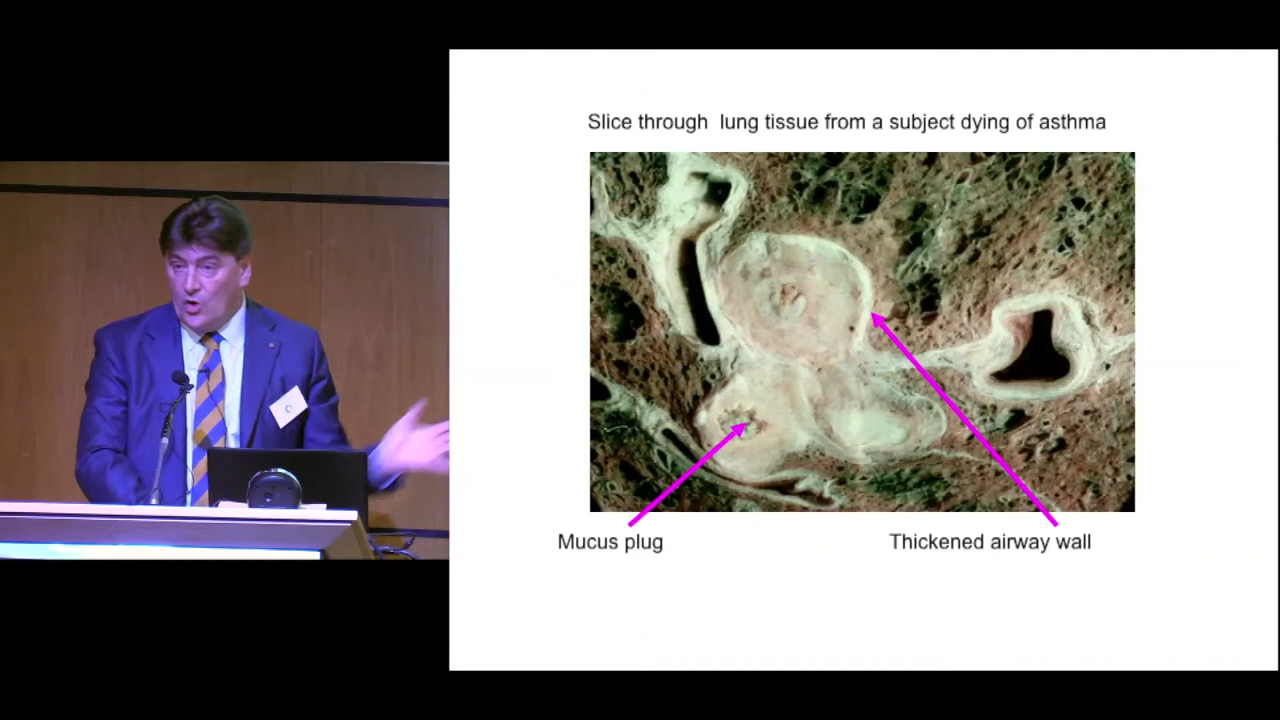 Slice through lung tissue from a subject dying of asthma
Mucus plug
Thickened airway wall